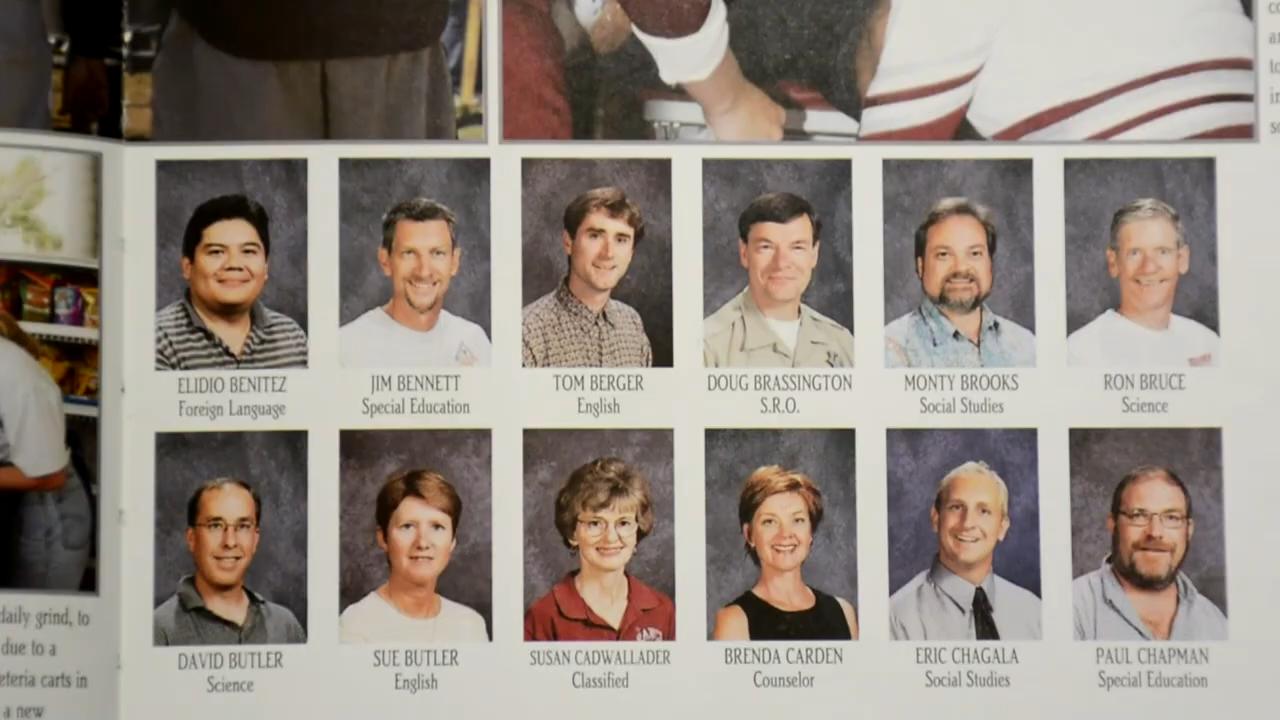 ELIDIO BENITEZ
Foreign Language
JIM BENNETT
Special Education
TOM BERGER
English
DOUG BRASSINGTON
S.R.O.
MONTY BROOKS
Social Studies
RON BRUCE
Science
DAVID BUTLER
Science
SUE BUTLER
English
SUSAN CADWALLADER
Classified
BRENDA CARDEN
Counselor
ERIC CHAGALA
Social Studies
PAUL CHAPMAN
Special Education
daily grind, to
due to a
carts in
a new